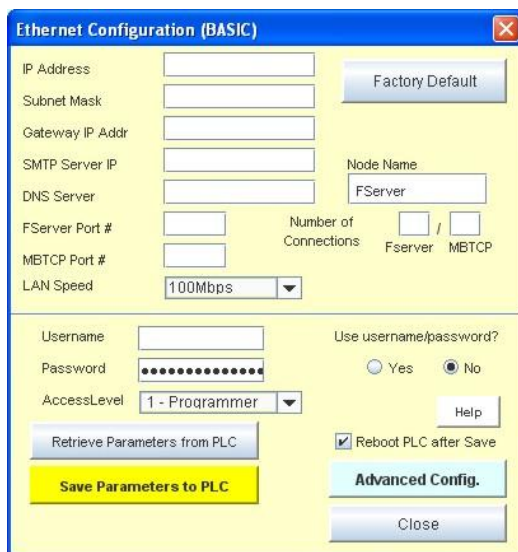 Ethernet Configuration (BASIC)
IP Address
Factory Default
Subnet Mask
Gateway IP Addr
SMTP Server IP
Node Name
DNS Server
FServer
FServer Port #
Number of
Connections
/
Fserver MBTCP
MBTCP Port #
LAN Speed 100Mbps
Username
Use username/password?
Password ••••••••••••••
Yes No
AccessLevel 1 - Programmer
Help
Retrieve Parameters from PLC
Reboot PLC after Save
Save Parameters to PLC
Advanced Config.
Close